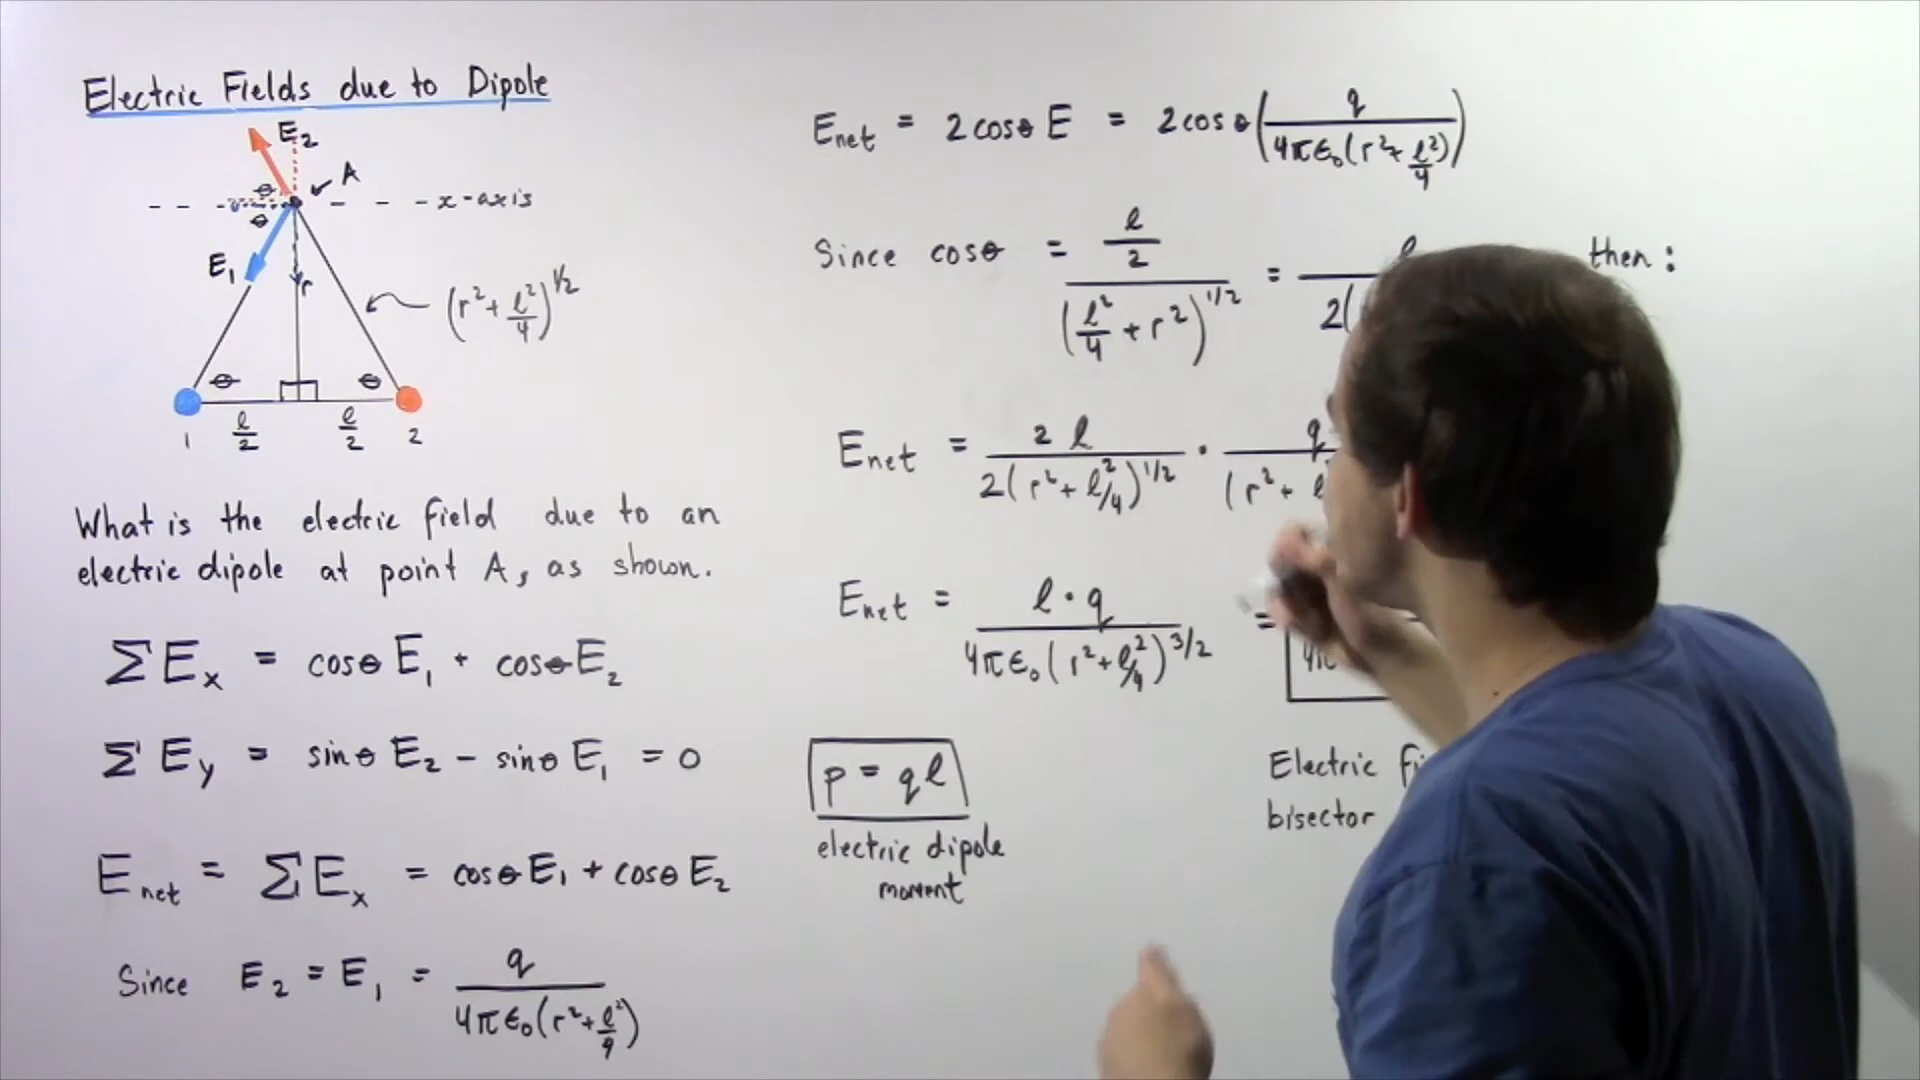 Electric Fields due to Dipole
E₂
A
θ
x-axis
θ
E₁
r
(r² + l²/4)^1/2
θ θ
l/2 l/2
1 2
What is the electric field due to an
electric dipole at point A, as shown.
ΣEx = cosθ E₁ + cosθ E₂
ΣEy = sinθ E₂ - sinθ E₁ = 0
Enet = ΣEx = cosθ E₁ + cosθ E₂
Since E₂ = E₁ = q / 4πε₀(r² + l²/4)
Enet = 2cosθ E = 2cosθ (q / 4πε₀(r² + l²/4))
Since cosθ = l/2 / (l²/4 + r²)^1/2 = l / 2( then:
Enet = 2l / 2(r² + l²/4)^1/2 · q / (r² + l
Enet = l · q / 4πε₀(r² + l²/4)^3/2 = 4π
p = ql
electric dipole
moment
Electric
bisector